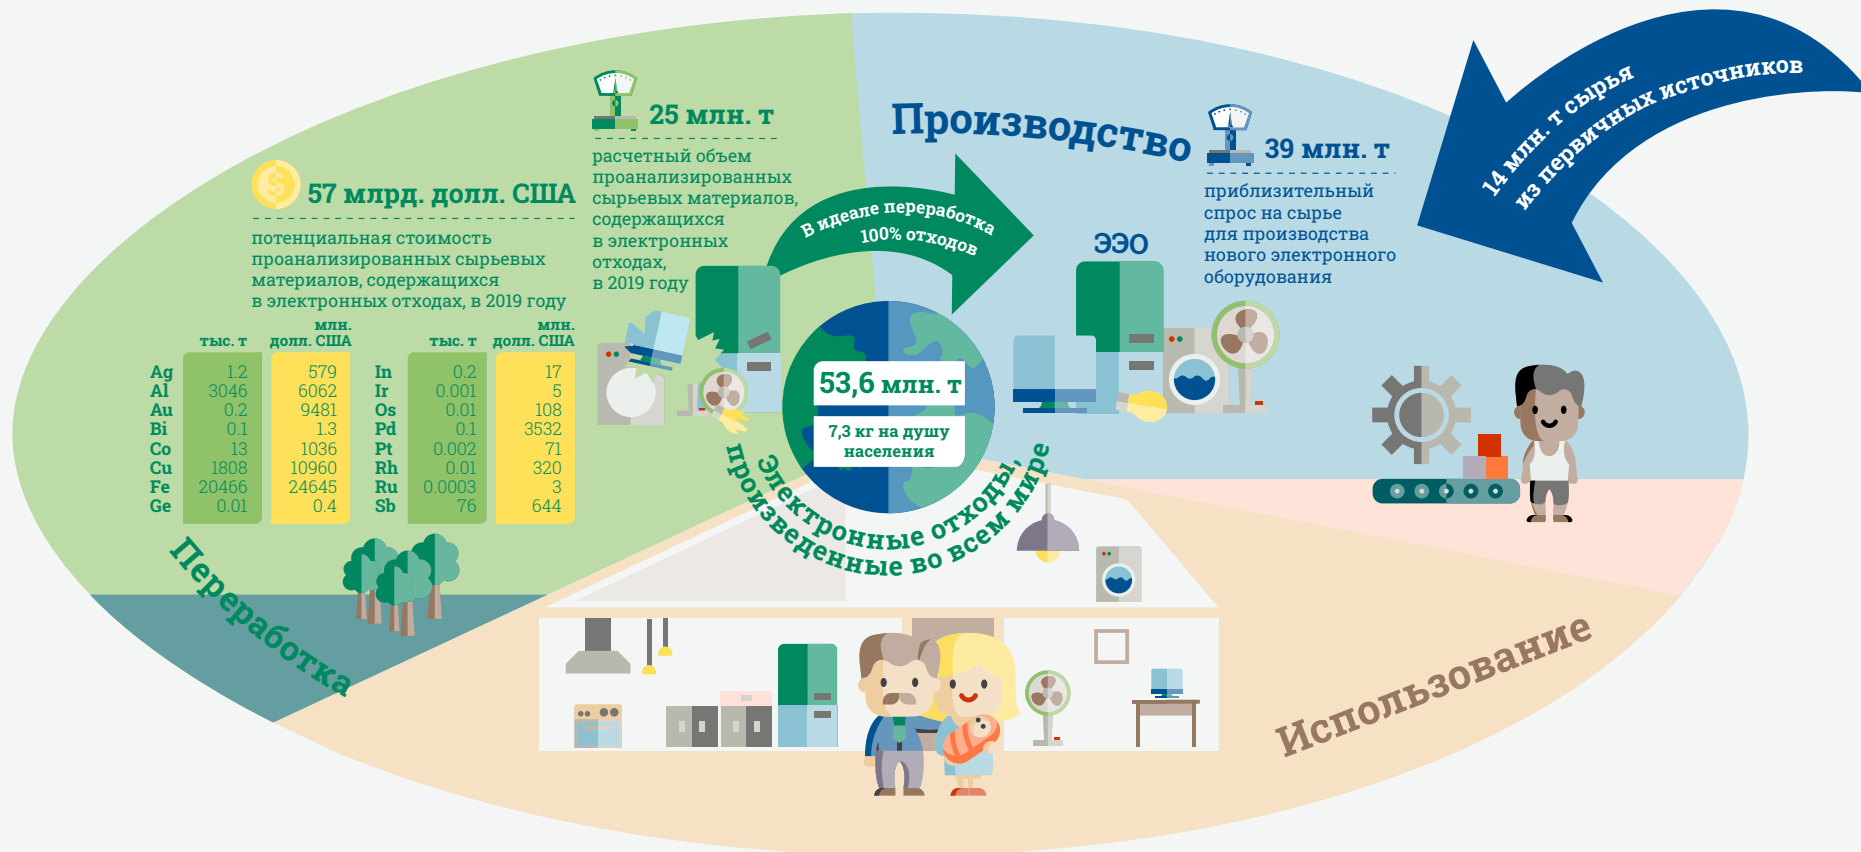 25 млн. т
расчетный объем
проанализированных
сырьевых материалов,
содержащихся
в электронных
отходах,
в 2019 году
57 млрд. долл. США
потенциальная стоимость
проанализированных сырьевых
материалов, содержащихся
в электронных отходах, в 2019 году
тыс. т млн. долл. США тыс. т млн. долл. США
Ag 1.2 579 In 0.2 17
Al 3046 6062 Ir 0.001 5
Au 0.2 9481 Os 0.01 108
Bi 0.1 1.3 Pd 0.1 3532
Co 13 1036 Pt 0.002 71
Cu 1808 10960 Rh 0.01 320
Fe 20466 24645 Ru 0.0003 3
Ge 0.01 0.4 Sb 76 644
Переработка
В идеале переработка
100% отходов
Производство
39 млн. т
приблизительный
спрос на сырье
для производства
нового электронного
оборудования
ЭЭО
14 млн. т сырья
из первичных источников
53,6 млн. т
7,3 кг на душу
населения
Электронные отходы,
произведенные во всем мире
Использование
$